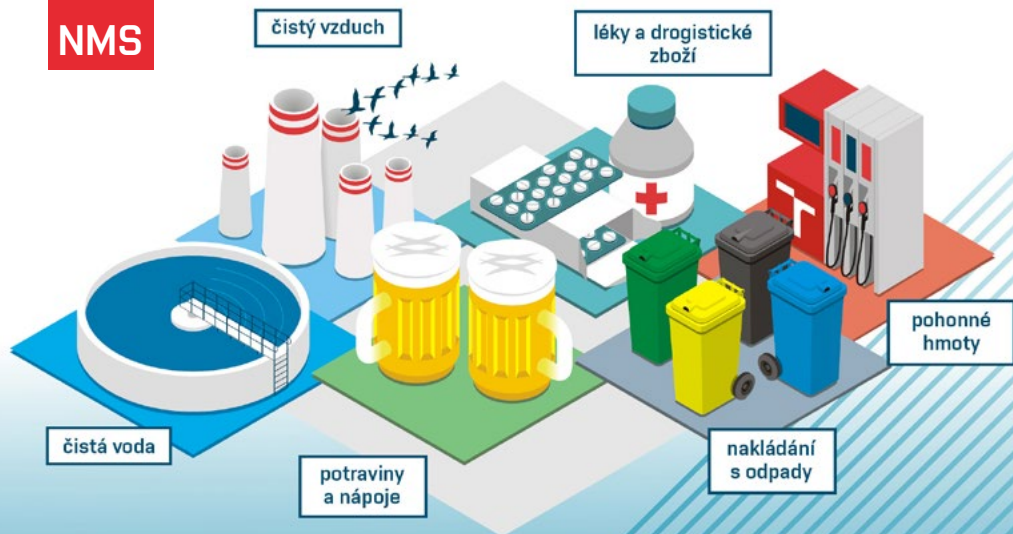 NMS
čistý vzduch
léky a drogistické
zboží
pohonné
hmoty
čistá voda
potraviny
a nápoje
nakládání
s odpady